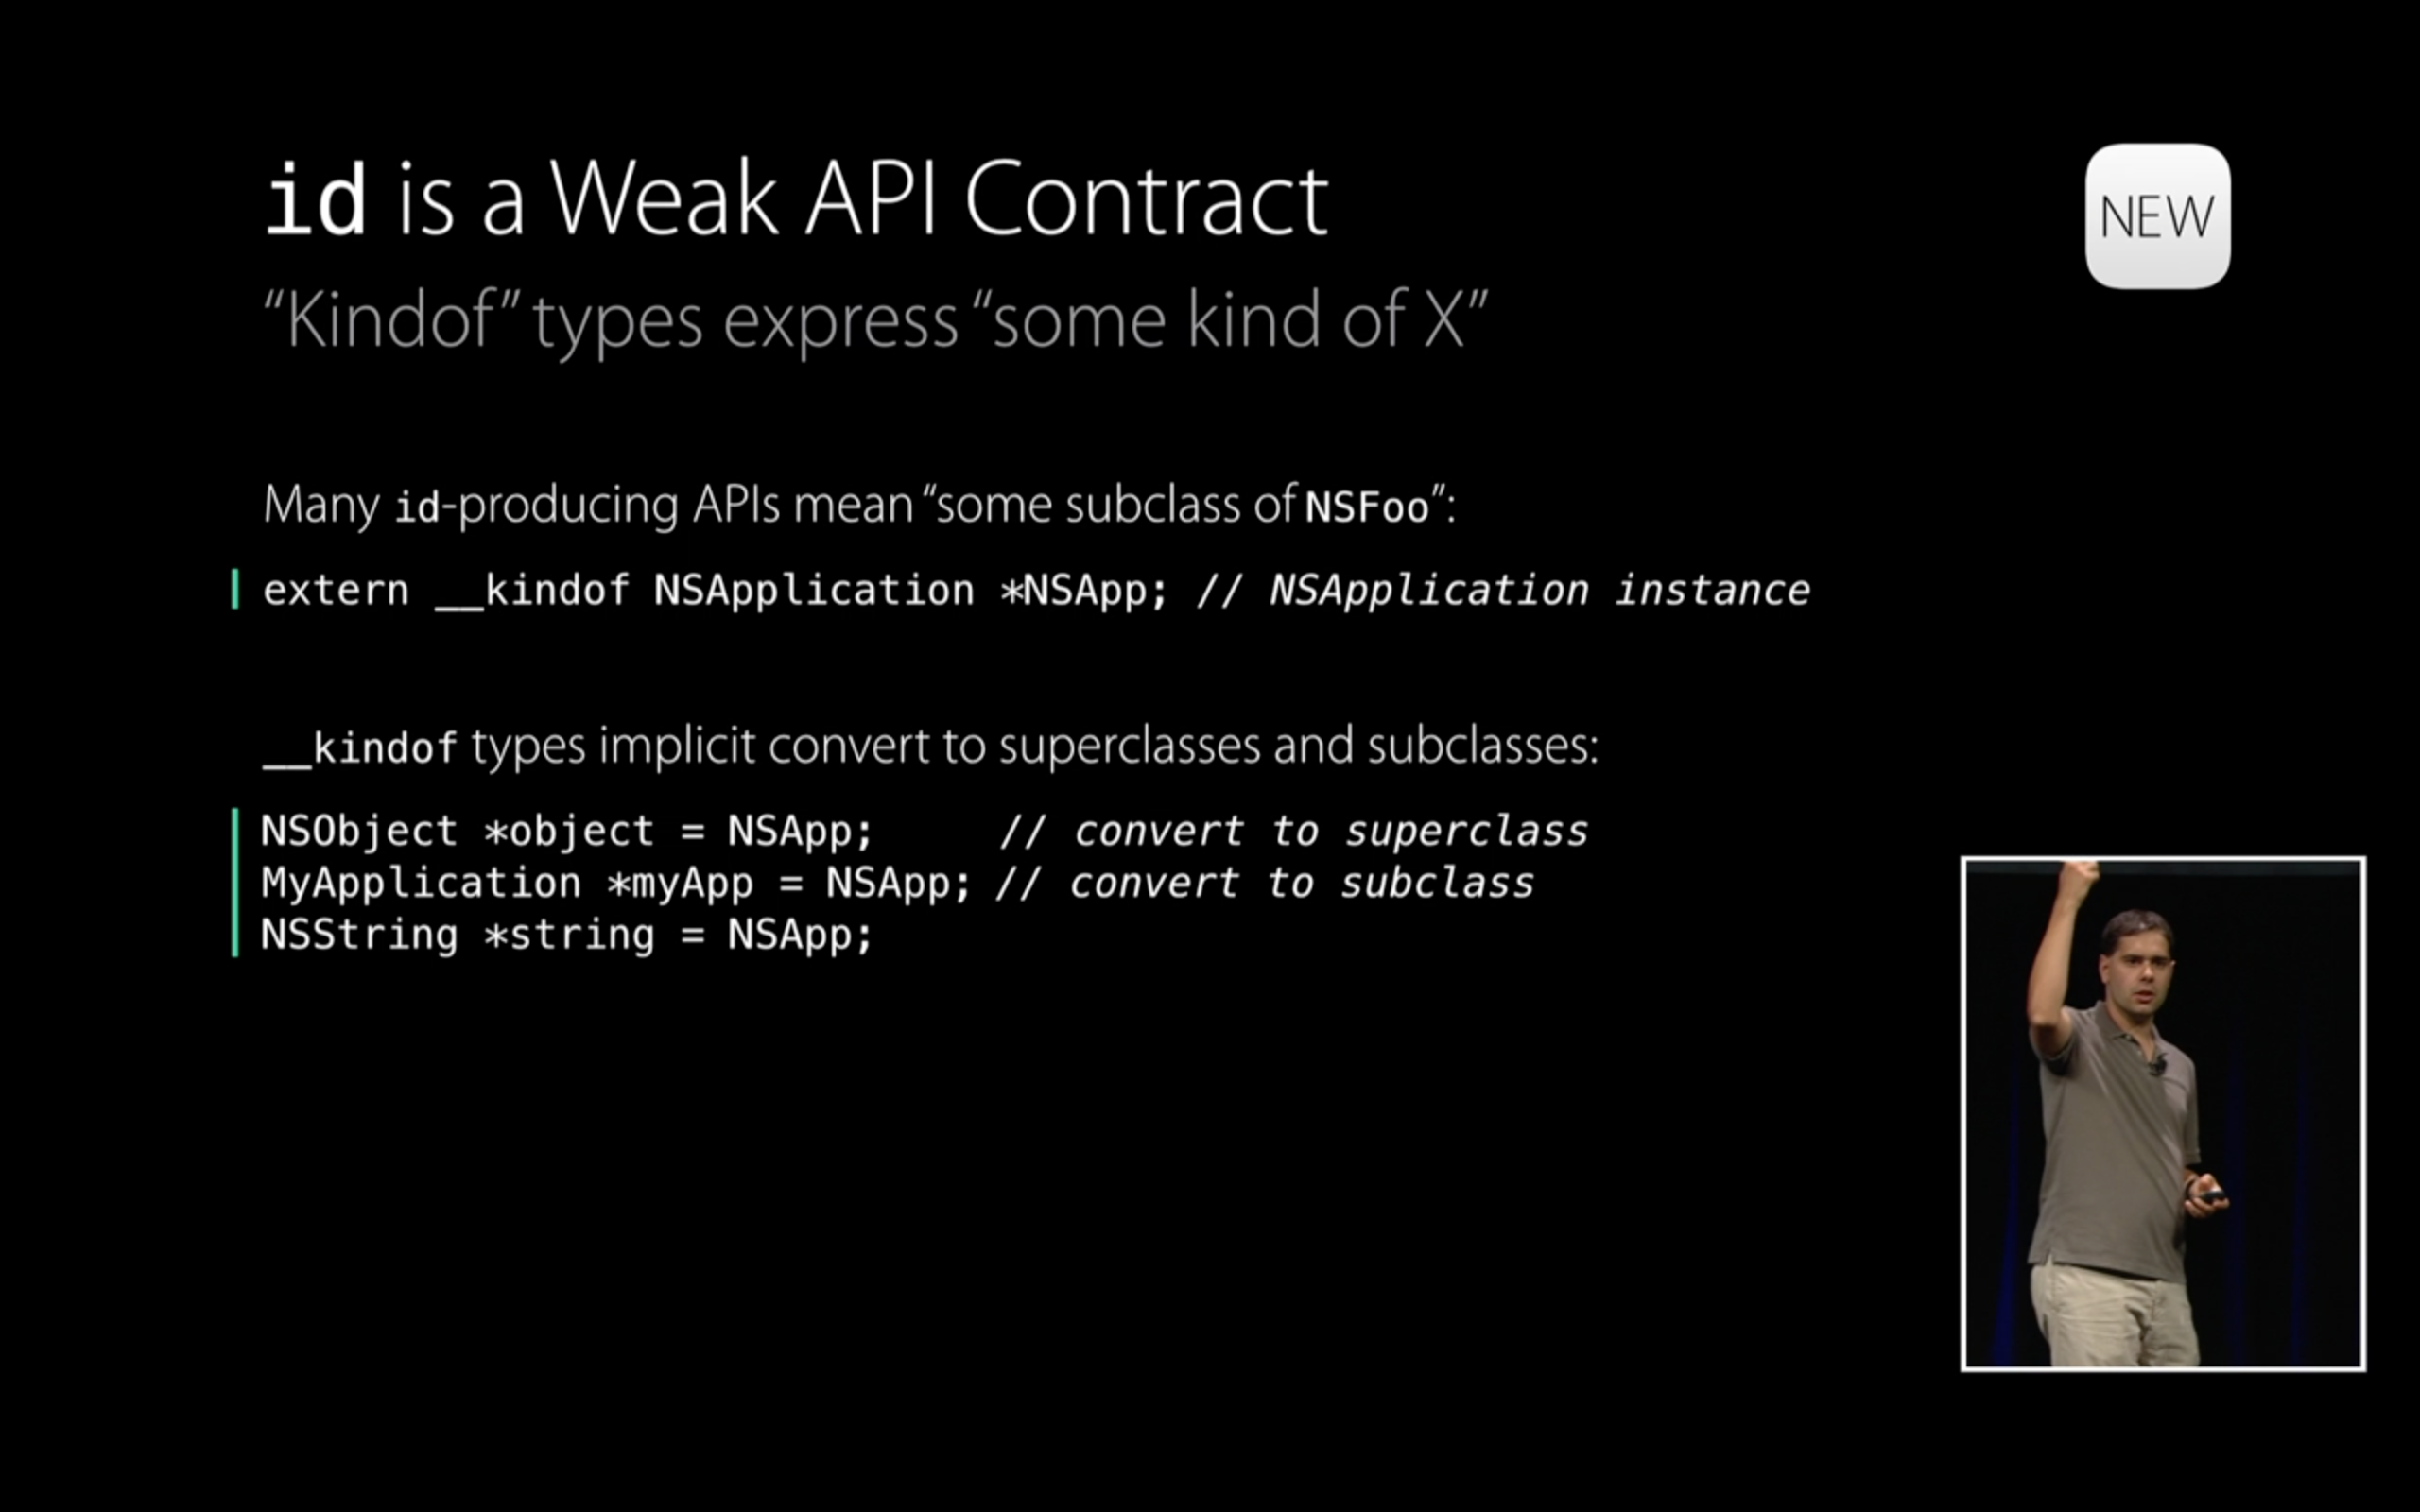 id is a Weak API Contract
NEW
“Kindof” types express “some kind of X”
Many id-producing APIs mean “some subclass of NSFoo”:
extern __kindof NSApplication *NSApp; // NSApplication instance
__kindof types implicit convert to superclasses and subclasses:
NSObject *object = NSApp;     // convert to superclass
MyApplication *myApp = NSApp; // convert to subclass
NSString *string = NSApp;